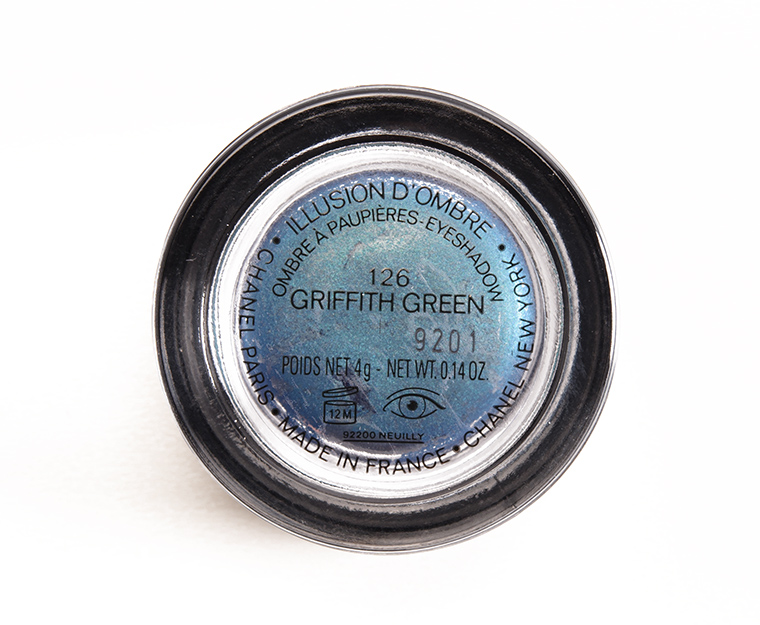 ILLUSION D'OMBRE
OMBRE À PAUPIÈRES-EYESHADOW
126
GRIFFITH GREEN
9201
POIDS NET 4g - NET WT. 0.14 OZ.
12 M
92200 NEUILLY
• CHANEL PARIS • MADE IN FRANCE • CHANEL NEW YORK •